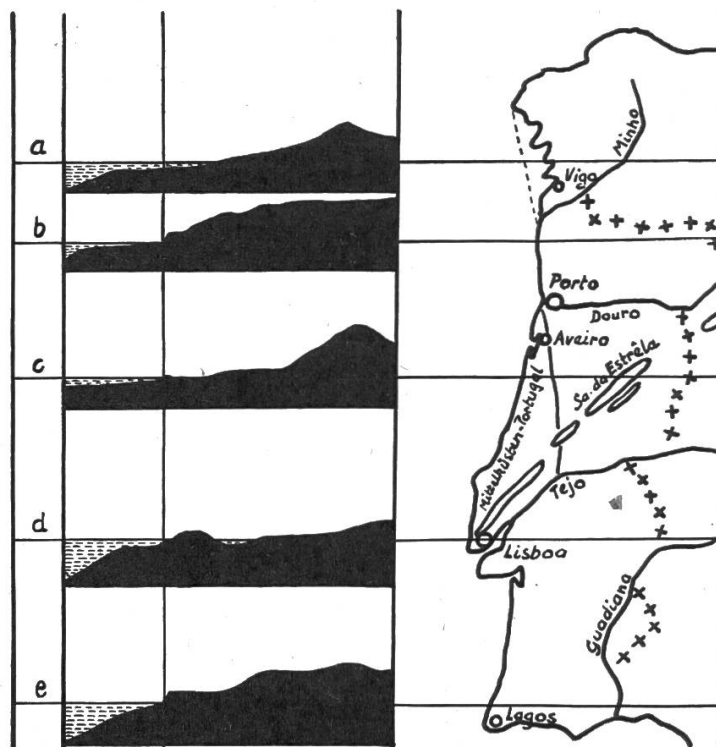 a
b
c
d
e
Minho
Vigo
Porto
Douro
Aveiro
Sa. da Estrêla
Mittelküsten-Portugal
Tejo
Lisboa
Guadiana
Lagos